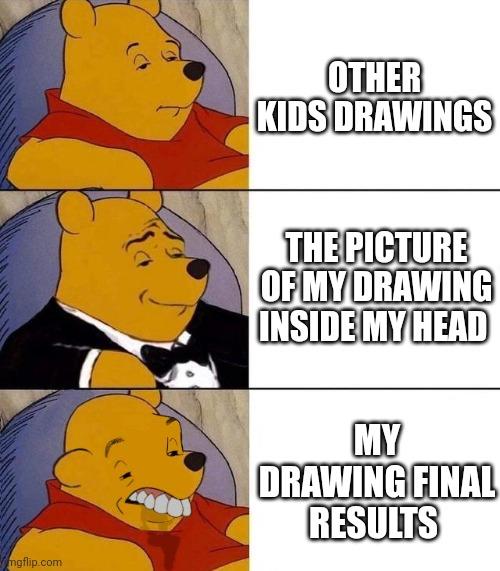 OTHER
KIDS DRAWINGS
THE PICTURE
OF MY DRAWING
INSIDE MY HEAD
MY
DRAWING FINAL
RESULTS
imgflip.com